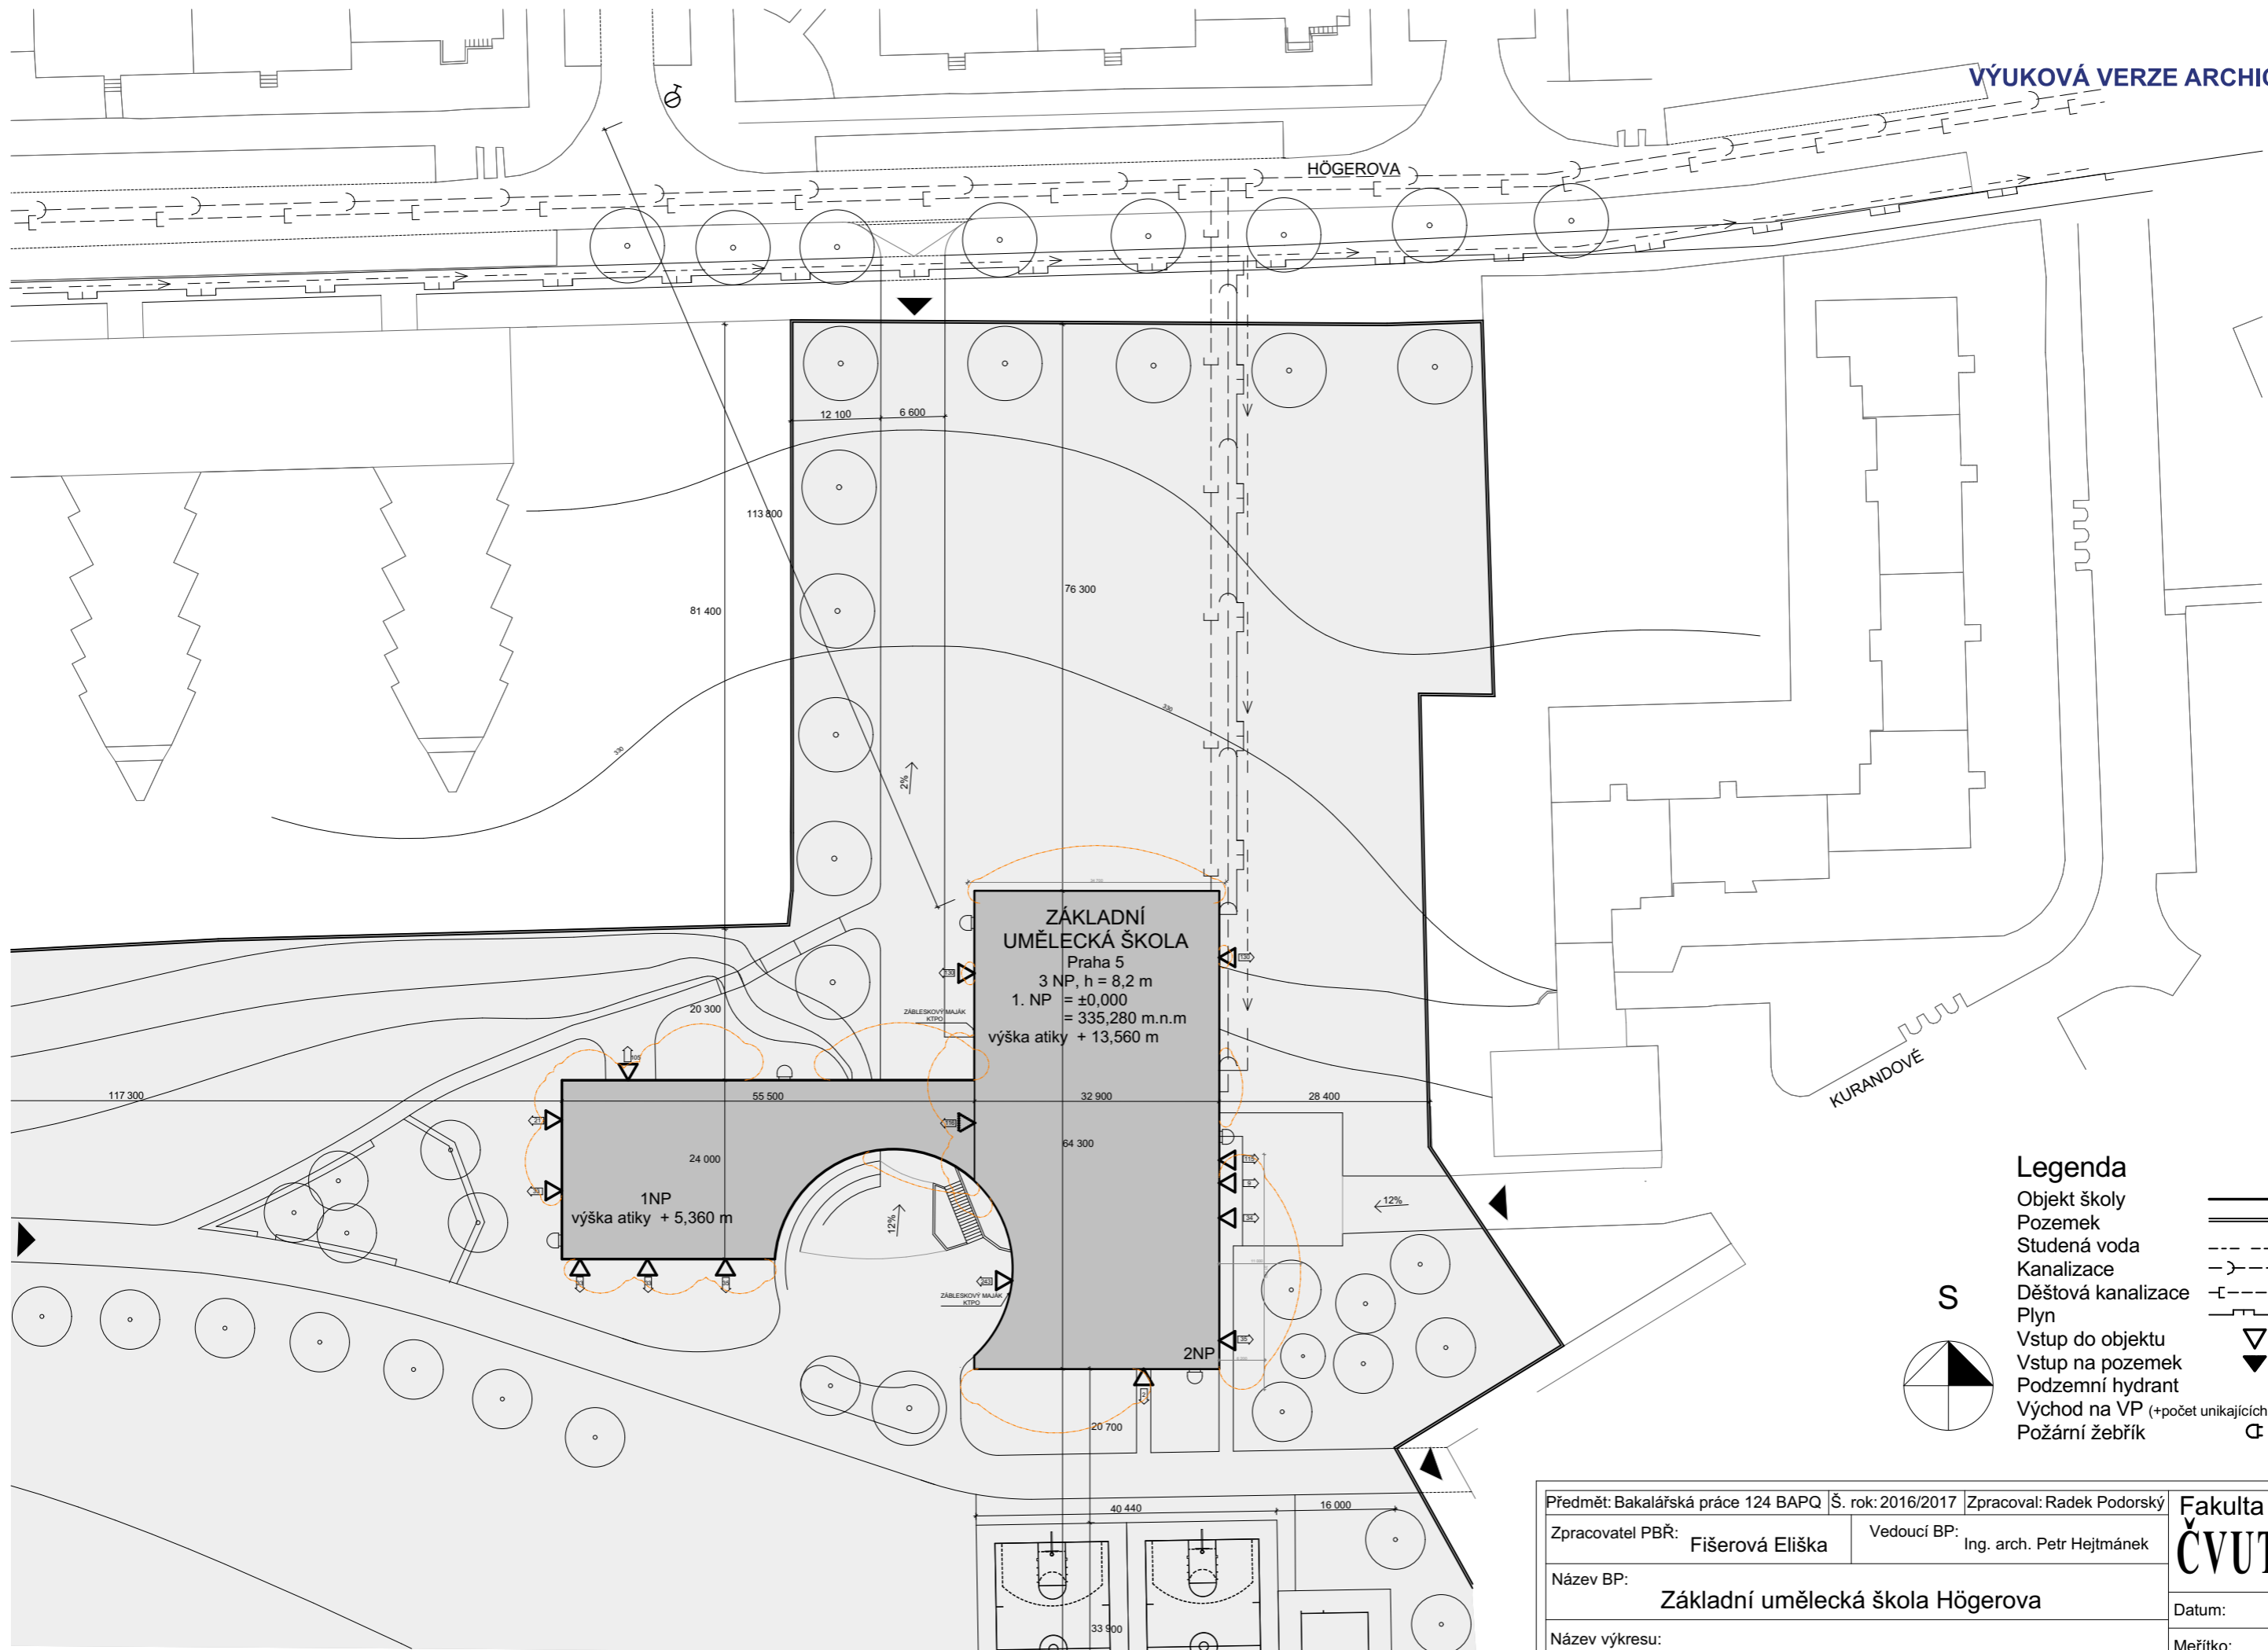 VÝUKOVÁ VERZE ARCHIC
HÖGEROVA
12 100
6 600
113 800
76 300
81 400
330
330
2%
ZÁKLADNÍ
UMĚLECKÁ ŠKOLA
Praha 5
3 NP, h = 8,2 m
1. NP = ±0,000
= 335,280 m.n.m
výška atiky + 13,560 m
ZÁBLESKOVÝ MAJÁK
KTPO
20 300
105
117 300
55 500
32 900
28 400
64 300
24 000
1NP
výška atiky + 5,360 m
12%
12%
KURANDOVÉ
ZÁBLESKOVÝ MAJÁK
KTPO
2NP
20 700
40 440
16 000
33 900
Legenda
Objekt školy
Pozemek
Studená voda
Kanalizace
Děštová kanalizace
Plyn
Vstup do objektu
Vstup na pozemek
Podzemní hydrant
Východ na VP (+počet unikajících
Požární žebřík
S
Předmět: Bakalářská práce 124 BAPQ
Š. rok: 2016/2017
Zpracoval: Radek Podorský
Fakulta
Zpracovatel PBŘ: Fišerová Eliška
Vedoucí BP: Ing. arch. Petr Hejtmánek
ČVUT
Název BP:
Základní umělecká škola Högerova
Datum:
Název výkresu:
Meřítko: